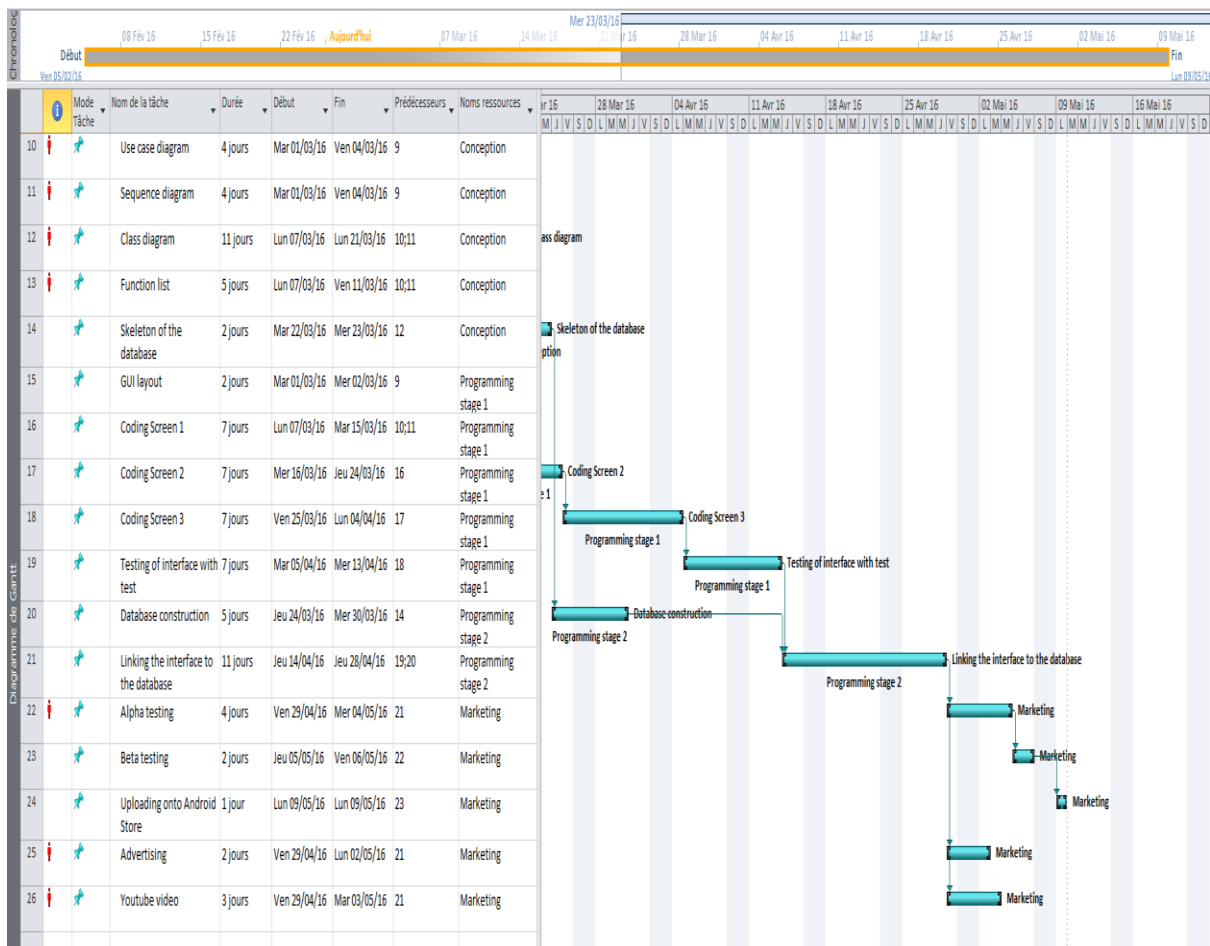 Mer 23/03/16
08 Fév 16 15 Fév 16 22 Fév 16 Aujourd'hui 07 Mar 16 14 Mar 16 21 Mar 16 28 Mar 16 04 Avr 16 11 Avr 16 18 Avr 16 25 Avr 16 02 Mai 16 09 Mai 16
Début Fin
Ven 05/02/16 Lun 09/05/16
Chronolog
Diagramme de Gantt
Mode Tâche Nom de la tâche Durée Début Fin Prédécesseurs Noms ressources
ar 16 28 Mar 16 04 Avr 16 11 Avr 16 18 Avr 16 25 Avr 16 02 Mai 16 09 Mai 16 16 Mai 16
M J V S D L M M J V S D L M M J V S D L M M J V S D L M M J V S D L M M J V S D L M M J V S D L M M J V S D L M M J V S D
10 Use case diagram 4 jours Mar 01/03/16 Ven 04/03/16 9 Conception
11 Sequence diagram 4 jours Mar 01/03/16 Ven 04/03/16 9 Conception
12 Class diagram 11 jours Lun 07/03/16 Lun 21/03/16 10;11 Conception
ass diagram
13 Function list 5 jours Lun 07/03/16 Ven 11/03/16 10;11 Conception
14 Skeleton of the database 2 jours Mar 22/03/16 Mer 23/03/16 12 Conception
Skeleton of the database
ption
15 GUI layout 2 jours Mar 01/03/16 Mer 02/03/16 9 Programming stage 1
16 Coding Screen 1 7 jours Lun 07/03/16 Mar 15/03/16 10;11 Programming stage 1
17 Coding Screen 2 7 jours Mer 16/03/16 Jeu 24/03/16 16 Programming stage 1
Coding Screen 2
e 1
18 Coding Screen 3 7 jours Ven 25/03/16 Lun 04/04/16 17 Programming stage 1
Coding Screen 3
Programming stage 1
19 Testing of interface with test 7 jours Mar 05/04/16 Mer 13/04/16 18 Programming stage 1
Testing of interface with test
Programming stage 1
20 Database construction 5 jours Jeu 24/03/16 Mer 30/03/16 14 Programming stage 2
Database construction
Programming stage 2
21 Linking the interface to the database 11 jours Jeu 14/04/16 Jeu 28/04/16 19;20 Programming stage 2
Linking the interface to the database
Programming stage 2
22 Alpha testing 4 jours Ven 29/04/16 Mer 04/05/16 21 Marketing
Marketing
23 Beta testing 2 jours Jeu 05/05/16 Ven 06/05/16 22 Marketing
Marketing
24 Uploading onto Android Store 1 jour Lun 09/05/16 Lun 09/05/16 23 Marketing
Marketing
25 Advertising 2 jours Ven 29/04/16 Lun 02/05/16 21 Marketing
Marketing
26 Youtube video 3 jours Ven 29/04/16 Mar 03/05/16 21 Marketing
Marketing